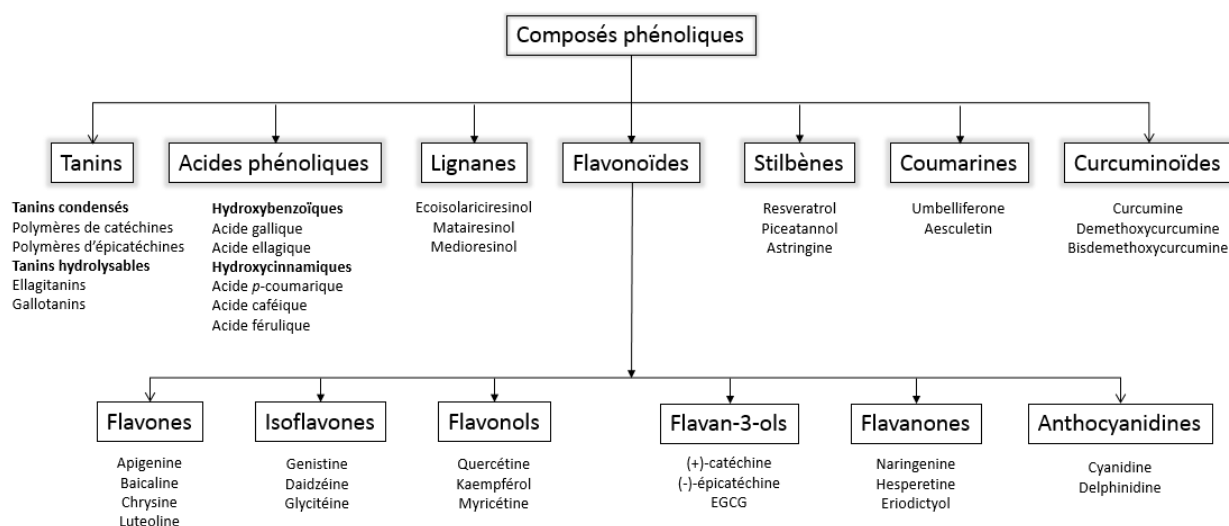 Composés phénoliques
Tanins
Tanins condensés
Polymères de catéchines
Polymères d'épicatéchines
Tanins hydrolysables
Ellagitanins
Gallotanins
Acides phénoliques
Hydroxybenzoïques
Acide gallique
Acide ellagique
Hydroxycinnamiques
Acide p-coumarique
Acide caféique
Acide férulique
Lignanes
Ecoisolariciresinol
Matairesinol
Medioresinol
Flavonoïdes
Stilbènes
Resveratrol
Piceatannol
Astringine
Coumarines
Umbelliferone
Aesculetin
Curcuminoïdes
Curcumine
Demethoxycurcumine
Bisdemethoxycurcumine
Flavones
Apigenine
Baicaline
Chrysine
Luteoline
Isoflavones
Genistine
Daidzéine
Glycitéine
Flavonols
Quercétine
Kaempférol
Myricétine
Flavan-3-ols
(+)-catéchine
(-)-épicatéchine
EGCG
Flavanones
Naringenine
Hesperetine
Eriodictyol
Anthocyanidines
Cyanidine
Delphinidine